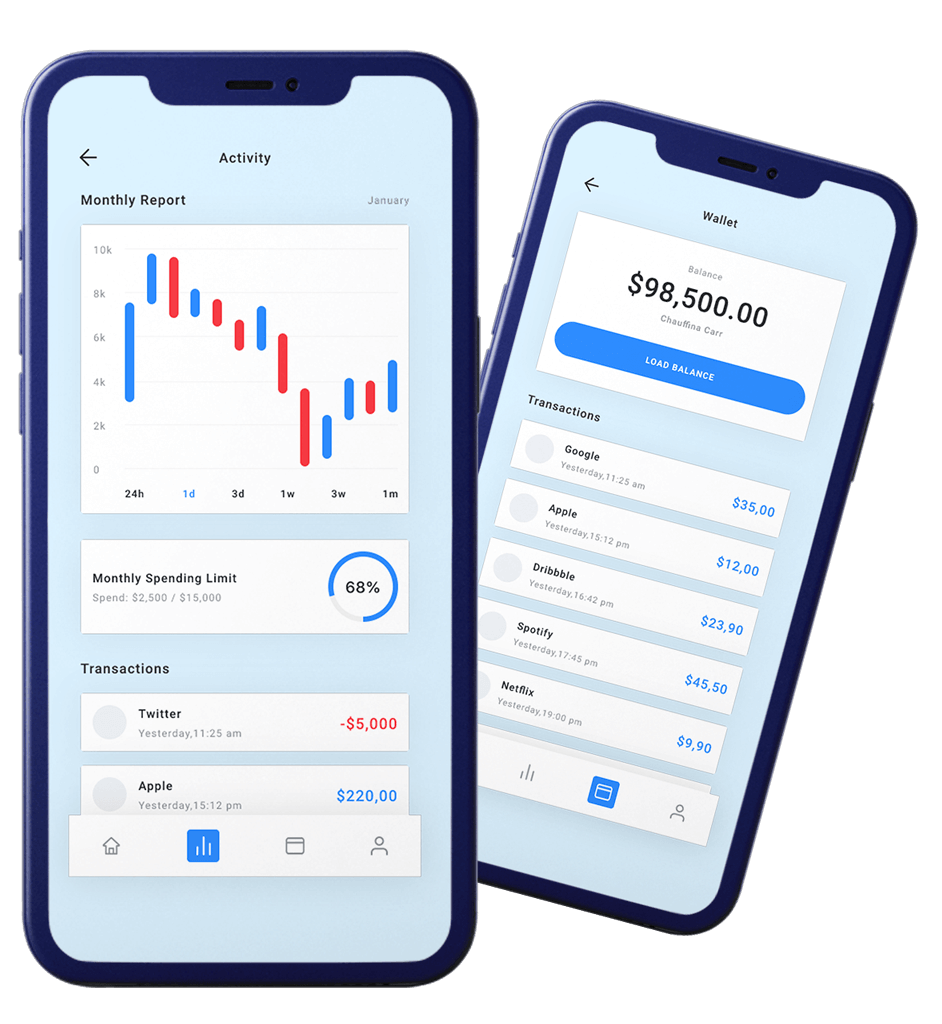 Activity
Monthly Report
January
10k
8k
6k
4k
2k
0
24h 1d 3d 1w 3w 1m
Monthly Spending Limit
Spend: $2,500 / $15,000
68%
Transactions
Twitter
Yesterday,11:25 am
-$5,000
Apple
Yesterday,15:12 pm
$220,00
Wallet
Balance
$98,500.00
Chauffina Carr
LOAD BALANCE
Transactions
Google
Yesterday,11:25 am
$35,00
Apple
Yesterday,15:12 pm
$12,00
Dribbble
Yesterday,16:42 pm
$23,90
Spotify
Yesterday,17:45 pm
$45,50
Netflix
Yesterday,19:00 pm
$9,90